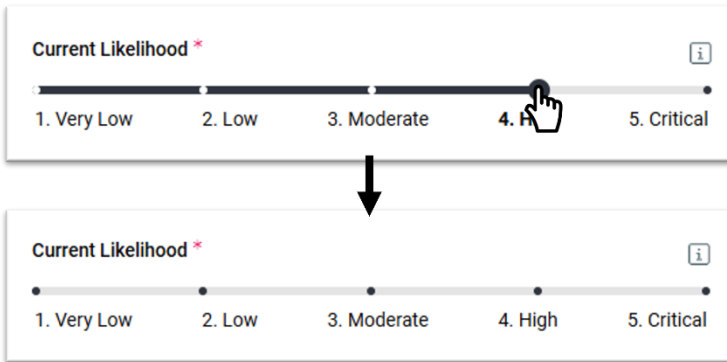 Current Likelihood *
i
1. Very Low 2. Low 3. Moderate 4. H 5. Critical
Current Likelihood *
i
1. Very Low 2. Low 3. Moderate 4. High 5. Critical